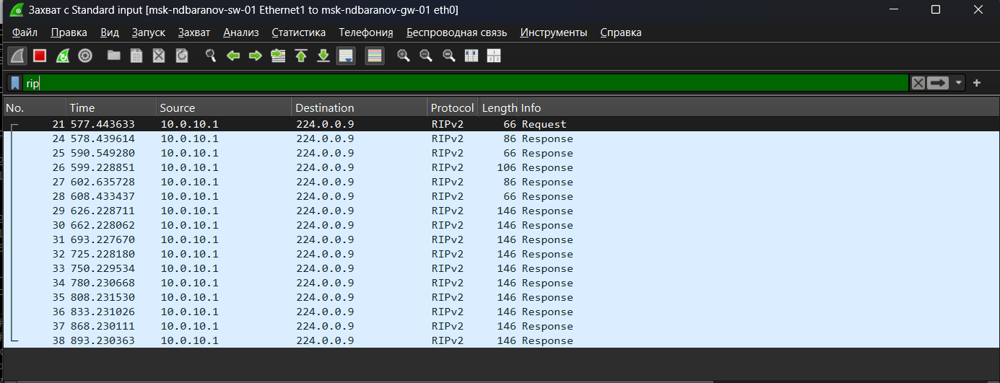 Захват с Standard input [msk-ndbaranov-sw-01 Ethernet1 to msk-ndbaranov-gw-01 eth0]
Файл Правка Вид Запуск Захват Анализ Статистика Телефония Беспроводная связь Инструменты Справка
rip
No. Time Source Destination Protocol Length Info
21 577.443633 10.0.10.1 224.0.0.9 RIPv2 66 Request
24 578.439614 10.0.10.1 224.0.0.9 RIPv2 86 Response
25 590.549280 10.0.10.1 224.0.0.9 RIPv2 66 Response
26 599.228851 10.0.10.1 224.0.0.9 RIPv2 106 Response
27 602.635728 10.0.10.1 224.0.0.9 RIPv2 86 Response
28 608.433437 10.0.10.1 224.0.0.9 RIPv2 66 Response
29 626.228711 10.0.10.1 224.0.0.9 RIPv2 146 Response
30 662.228062 10.0.10.1 224.0.0.9 RIPv2 146 Response
31 693.227670 10.0.10.1 224.0.0.9 RIPv2 146 Response
32 725.228180 10.0.10.1 224.0.0.9 RIPv2 146 Response
33 750.229534 10.0.10.1 224.0.0.9 RIPv2 146 Response
34 780.230668 10.0.10.1 224.0.0.9 RIPv2 146 Response
35 808.231530 10.0.10.1 224.0.0.9 RIPv2 146 Response
36 833.231026 10.0.10.1 224.0.0.9 RIPv2 146 Response
37 868.230111 10.0.10.1 224.0.0.9 RIPv2 146 Response
38 893.230363 10.0.10.1 224.0.0.9 RIPv2 146 Response